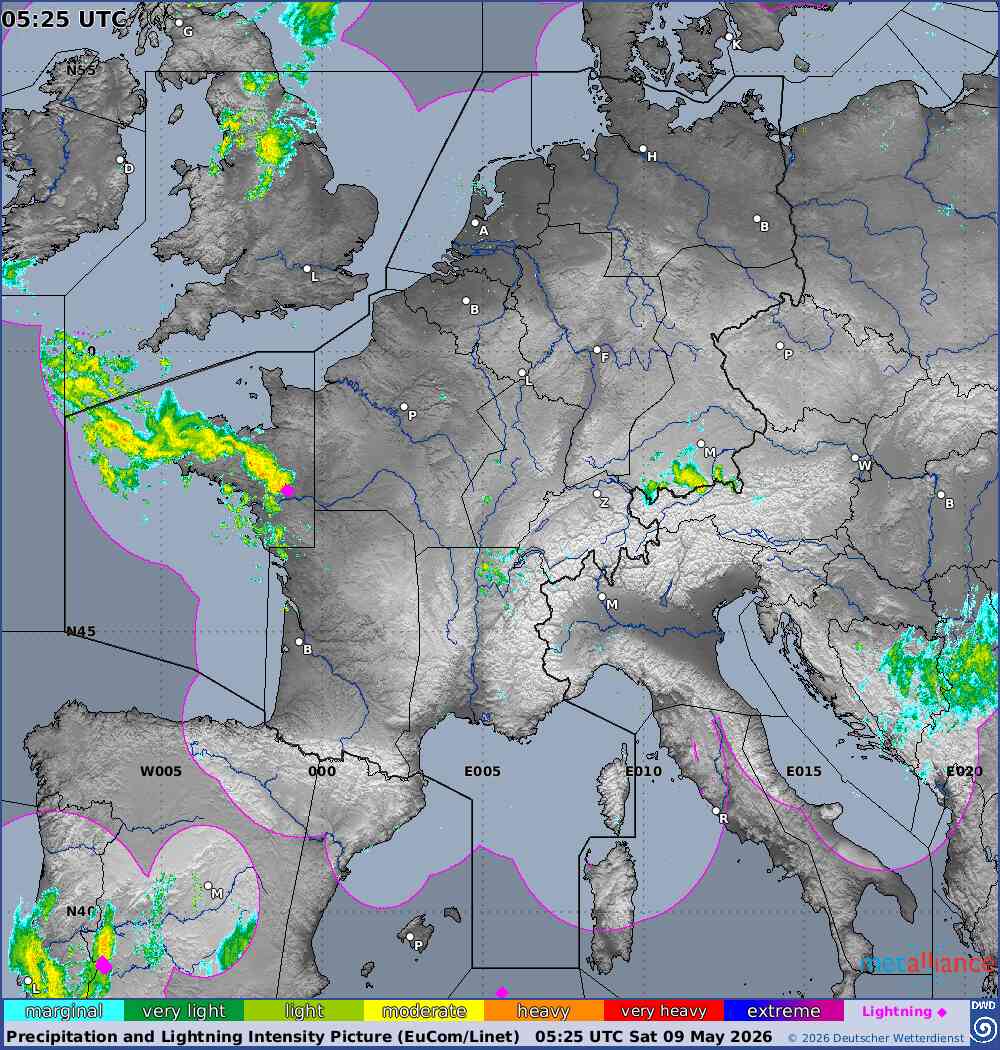 05:25 UTC
G
K
N55
D
H
A
B
L
B
0
F
P
L
P
M
W
Z
B
M
N45
B
W005
000
E005
E010
E015
E020
R
M
N40
P
L
metalliance
marginal
very light
light
moderate
heavy
very heavy
extreme
Lightning
DWD
Precipitation and Lightning Intensity Picture (EuCom/Linet) 05:25 UTC Sat 09 May 2026 © 2026 Deutscher Wetterdienst